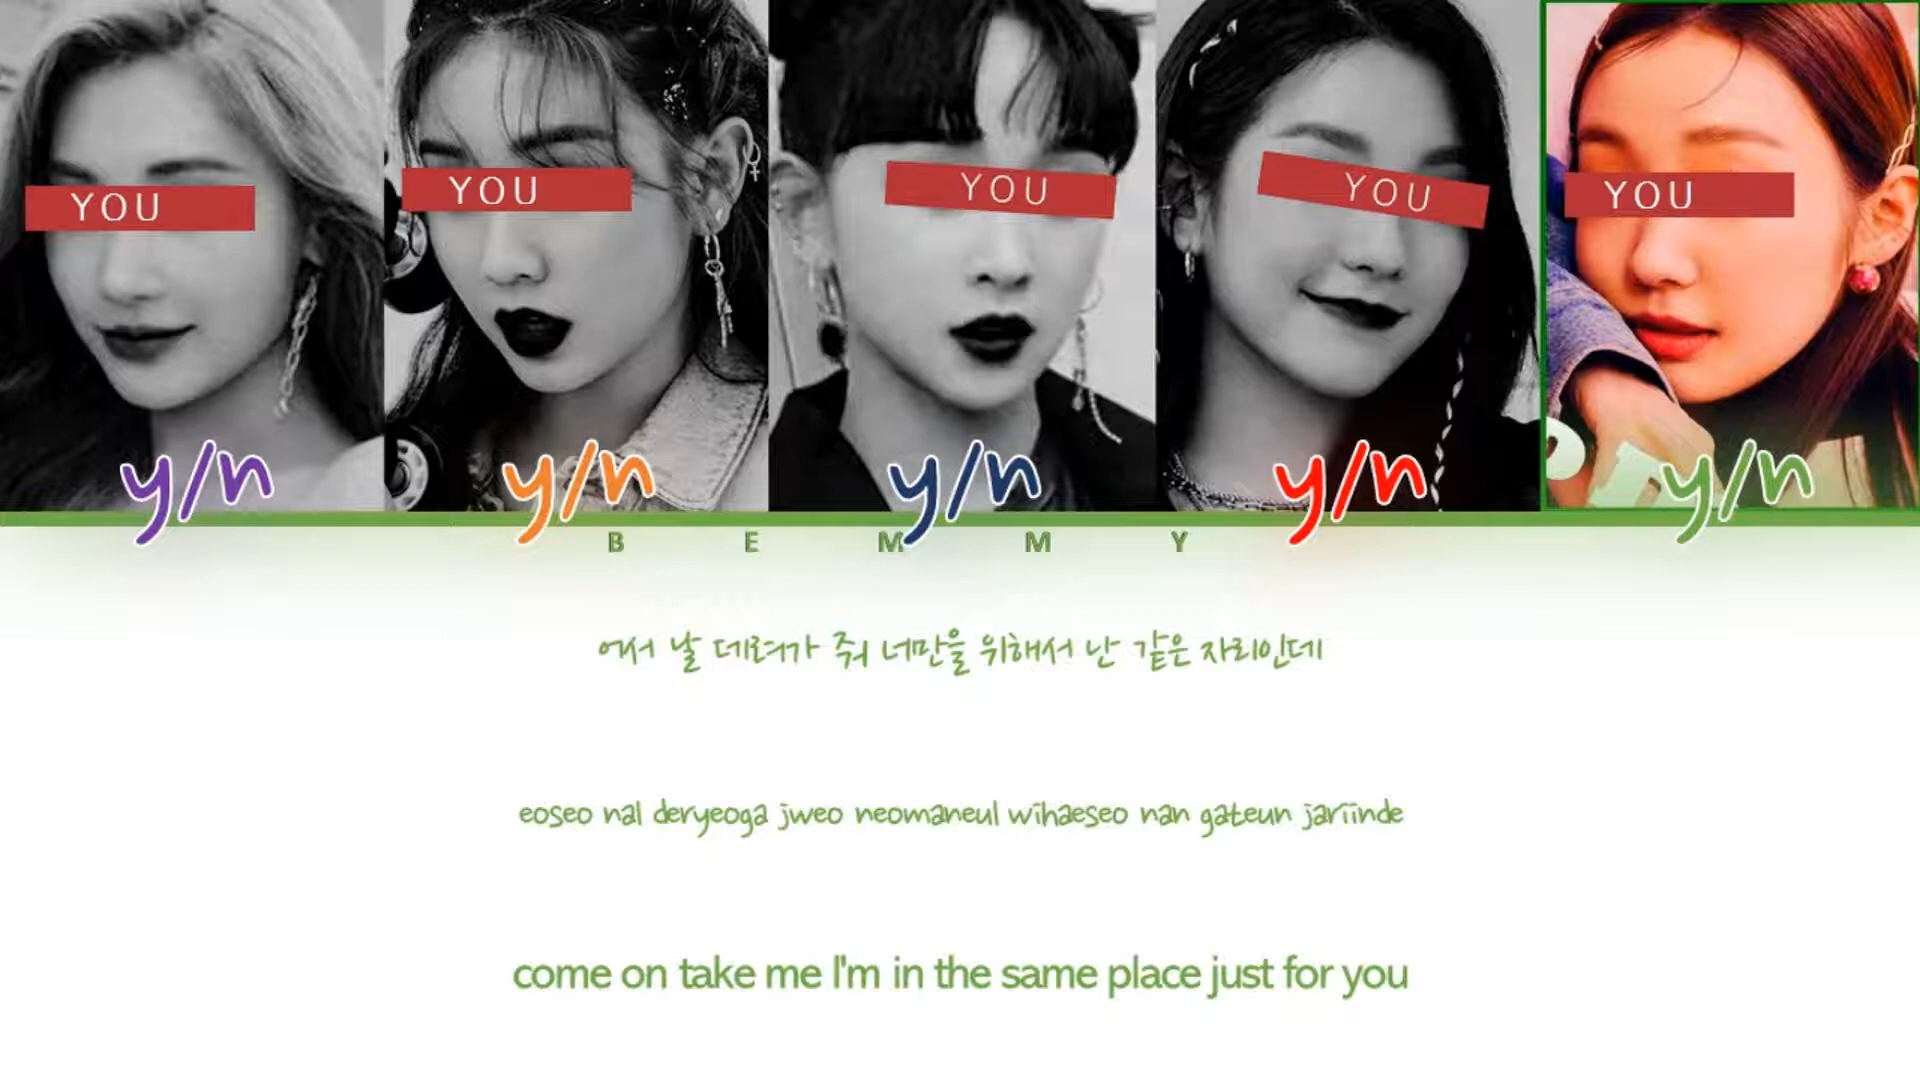 YOU YOU YOU YOU YOU
y/n y/n y/n y/n y/n
B E M M Y
어서 날 데려가 줘 너만을 위해서 난 같은 자리인데
eoseo nal deryeoga jweo neomaneul wihaeseo nan gateun jariinde
come on take me I'm in the same place just for you